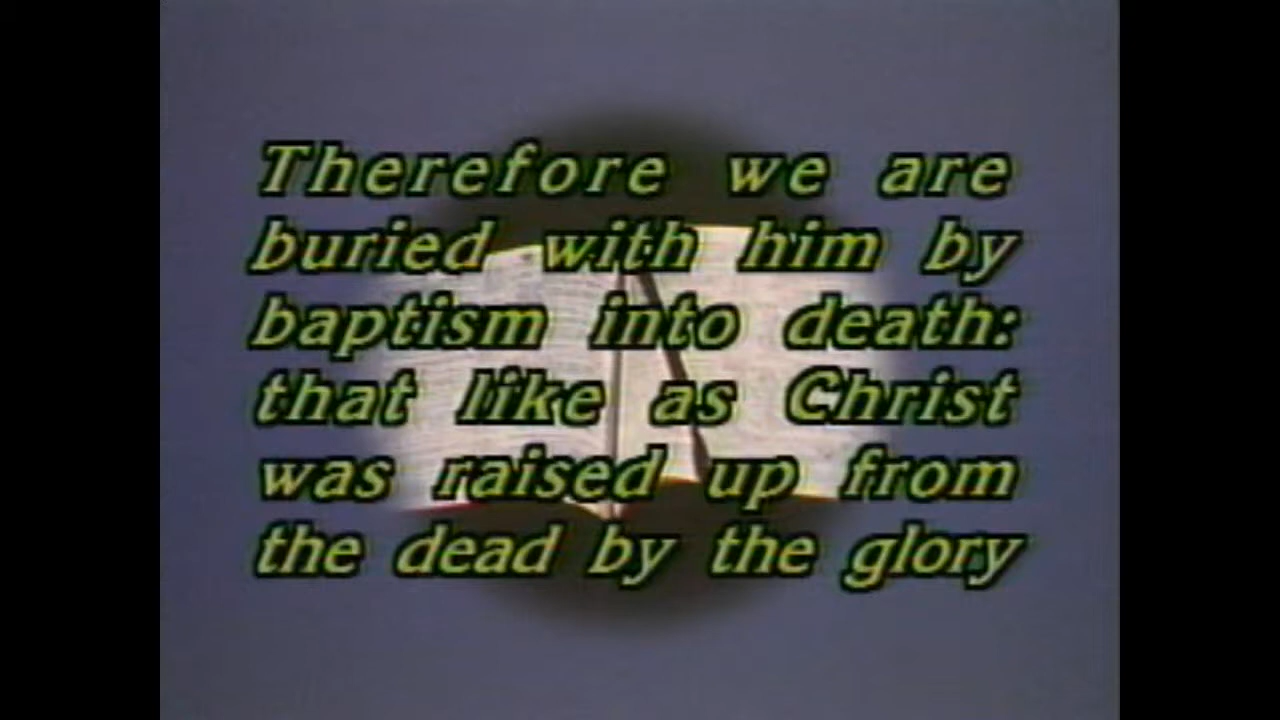 Therefore we are
buried with him by
baptism into death:
that like as Christ
was raised up from
the dead by the glory